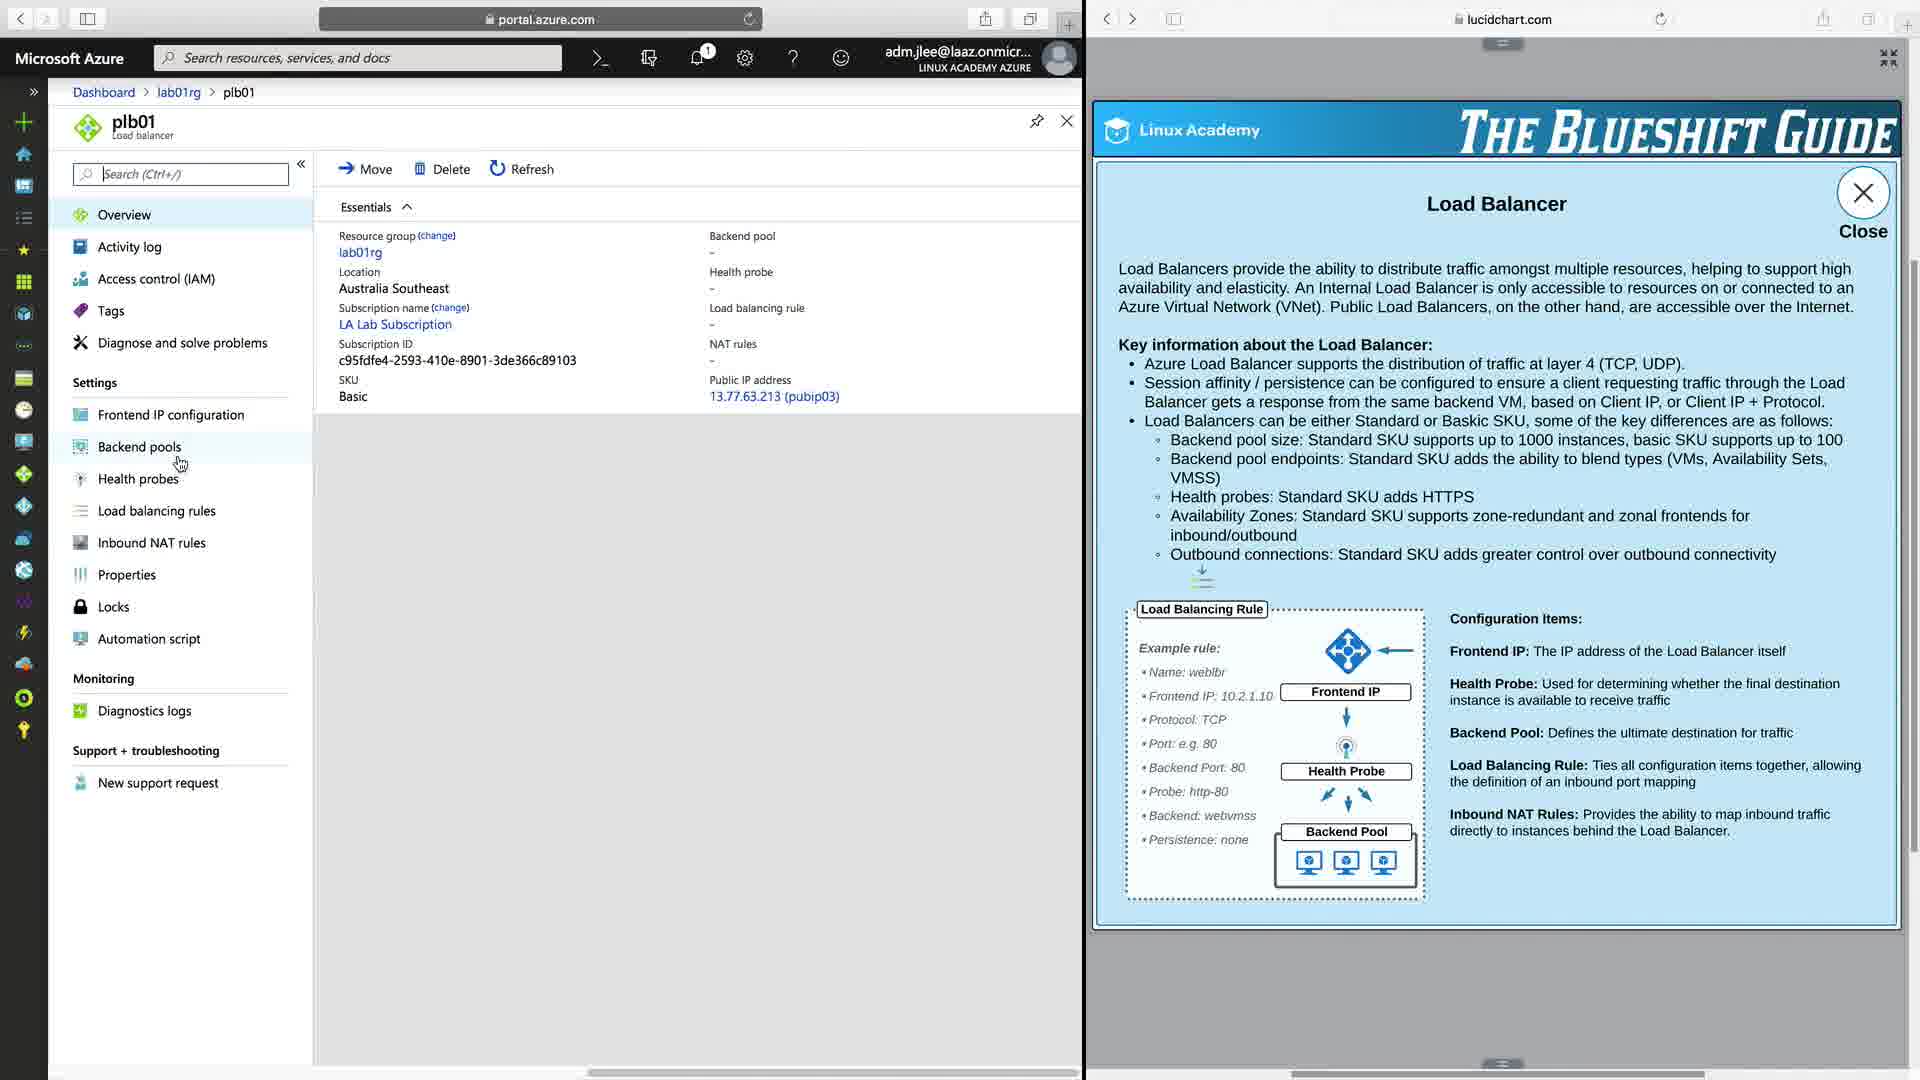 portal.azure.com
Microsoft Azure
Search resources, services, and docs
1
adm.jlee@laaz.onmicr...
LINUX ACADEMY AZURE
Dashboard > lab01rg > plb01
plb01
Load balancer
Search (Ctrl+/)
Overview
Activity log
Access control (IAM)
Tags
Diagnose and solve problems
Settings
Frontend IP configuration
Backend pools
Health probes
Load balancing rules
Inbound NAT rules
Properties
Locks
Automation script
Monitoring
Diagnostics logs
Support + troubleshooting
New support request
Move Delete Refresh
Essentials
Resource group (change)
lab01rg
Location
Australia Southeast
Subscription name (change)
LA Lab Subscription
Subscription ID
c95fdfe4-2593-410e-8901-3de366c89103
SKU
Basic
Backend pool
-
Health probe
-
Load balancing rule
-
NAT rules
-
Public IP address
13.77.63.213 (pubip03)
lucidchart.com
Linux Academy
THE BLUESHIFT GUIDE
Load Balancer
Close
Load Balancers provide the ability to distribute traffic amongst multiple resources, helping to support high
availability and elasticity. An Internal Load Balancer is only accessible to resources on or connected to an
Azure Virtual Network (VNet). Public Load Balancers, on the other hand, are accessible over the Internet.
Key information about the Load Balancer:
• Azure Load Balancer supports the distribution of traffic at layer 4 (TCP, UDP).
• Session affinity / persistence can be configured to ensure a client requesting traffic through the Load
Balancer gets a response from the same backend VM, based on Client IP, or Client IP + Protocol.
• Load Balancers can be either Standard or Baskic SKU, some of the key differences are as follows:
◦ Backend pool size: Standard SKU supports up to 1000 instances, basic SKU supports up to 100
◦ Backend pool endpoints: Standard SKU adds the ability to blend types (VMs, Availability Sets,
VMSS)
◦ Health probes: Standard SKU adds HTTPS
◦ Availability Zones: Standard SKU supports zone-redundant and zonal frontends for
inbound/outbound
◦ Outbound connections: Standard SKU adds greater control over outbound connectivity
Load Balancing Rule
Example rule:
• Name: weblbr
• Frontend IP: 10.2.1.10
• Protocol: TCP
• Port: e.g. 80
• Backend Port: 80
• Probe: http-80
• Backend: webvmss
• Persistence: none
Frontend IP
Health Probe
Backend Pool
Configuration Items:
Frontend IP: The IP address of the Load Balancer itself
Health Probe: Used for determining whether the final destination
instance is available to receive traffic
Backend Pool: Defines the ultimate destination for traffic
Load Balancing Rule: Ties all configuration items together, allowing
the definition of an inbound port mapping
Inbound NAT Rules: Provides the ability to map inbound traffic
directly to instances behind the Load Balancer.